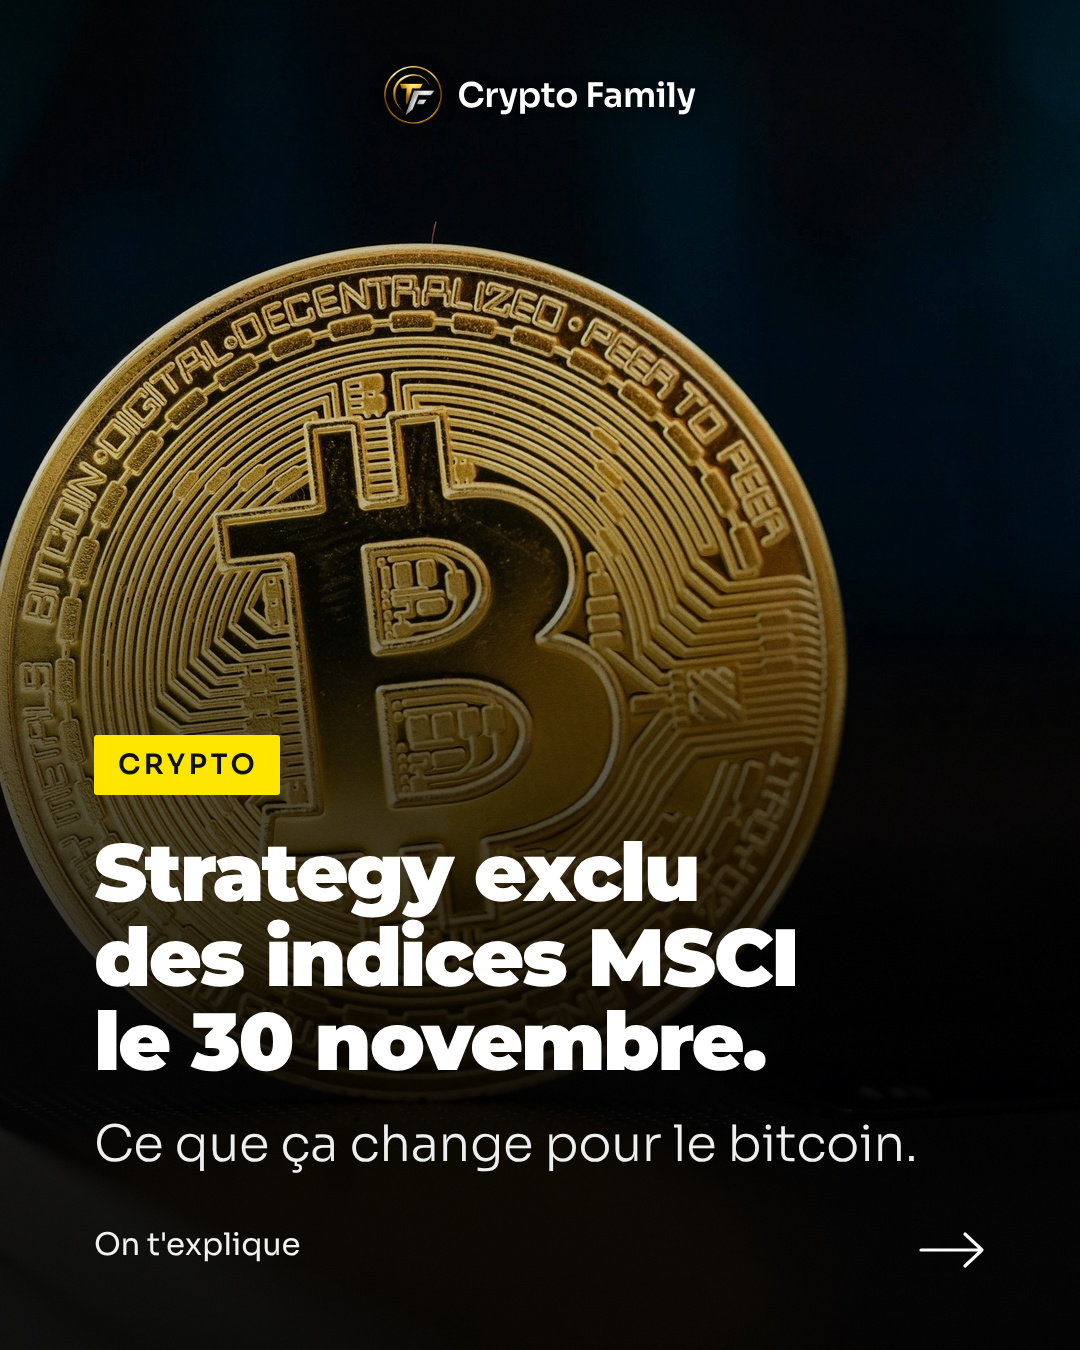 Crypto Family
BITCOIN • DIGITAL • DECENTRALIZED • PEER TO PEER
CRYPTO
Strategy exclu
des indices MSCI
le 30 novembre.
Ce que ça change pour le bitcoin.
On t'explique